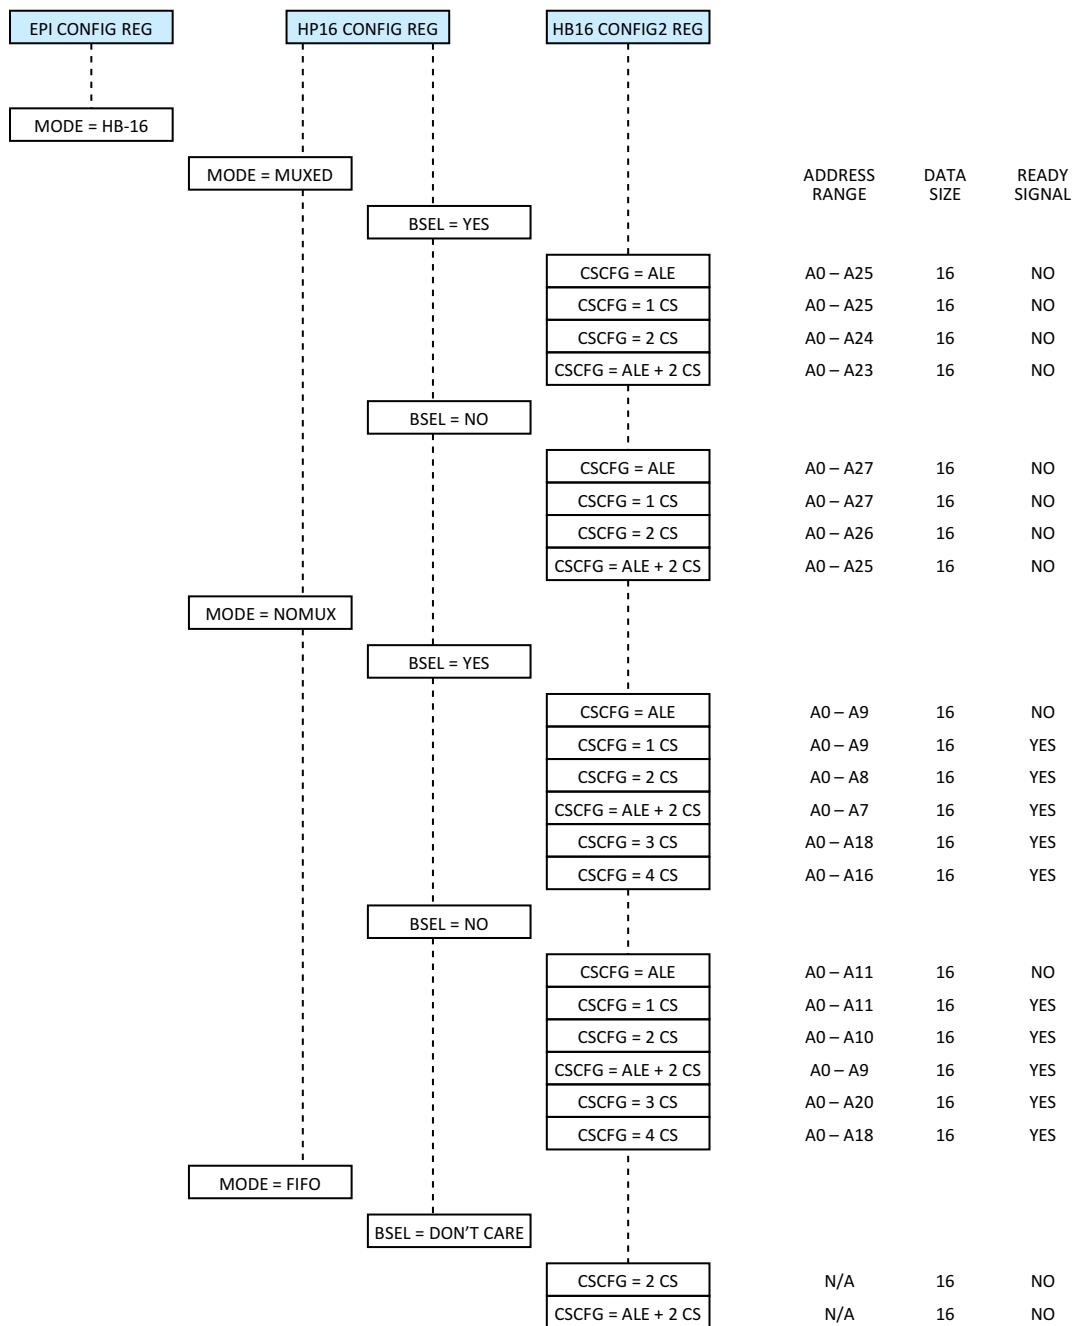 EPI CONFIG REG HP16 CONFIG REG HB16 CONFIG2 REG
MODE = HB-16
MODE = MUXED ADDRESS DATA READY
RANGE SIZE SIGNAL
BSEL = YES
CSCFG = ALE A0 – A25 16 NO
CSCFG = 1 CS A0 – A25 16 NO
CSCFG = 2 CS A0 – A24 16 NO
CSCFG = ALE + 2 CS A0 – A23 16 NO
BSEL = NO
CSCFG = ALE A0 – A27 16 NO
CSCFG = 1 CS A0 – A27 16 NO
CSCFG = 2 CS A0 – A26 16 NO
CSCFG = ALE + 2 CS A0 – A25 16 NO
MODE = NOMUX
BSEL = YES
CSCFG = ALE A0 – A9 16 NO
CSCFG = 1 CS A0 – A9 16 YES
CSCFG = 2 CS A0 – A8 16 YES
CSCFG = ALE + 2 CS A0 – A7 16 YES
CSCFG = 3 CS A0 – A18 16 YES
CSCFG = 4 CS A0 – A16 16 YES
BSEL = NO
CSCFG = ALE A0 – A11 16 NO
CSCFG = 1 CS A0 – A11 16 YES
CSCFG = 2 CS A0 – A10 16 YES
CSCFG = ALE + 2 CS A0 – A9 16 YES
CSCFG = 3 CS A0 – A20 16 YES
CSCFG = 4 CS A0 – A18 16 YES
MODE = FIFO
BSEL = DON’T CARE
CSCFG = 2 CS N/A 16 NO
CSCFG = ALE + 2 CS N/A 16 NO